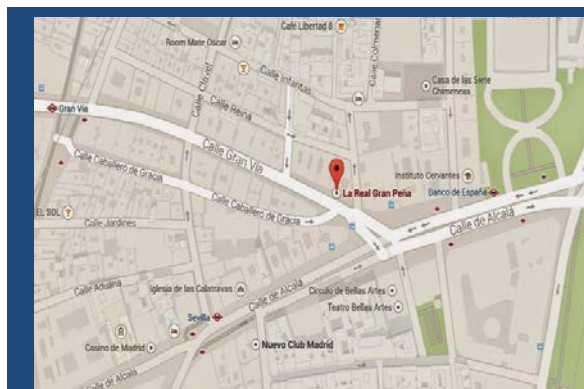 Café Libertad 8
Room Mate Oscar
Calle Colmenar
Calle Infantas
Casa de las Siete
Chimeneas
Calle Clavel
Calle Reina
Gran Vía
Calle Gran Vía
Calle Caballero de Gracia
Instituto Cervantes
La Real Gran Peña
Banco de España
EL SOL
Calle Caballero de Gracia
Calle Jardines
Calle de Alcalá
Calle Aduana
Iglesia de las Calatravas
Calle de Alcalá
Círculo de Bellas Artes
Teatro Bellas Artes
Sevilla
Casino de Madrid
Nuevo Club Madrid
Calle de Alcalá